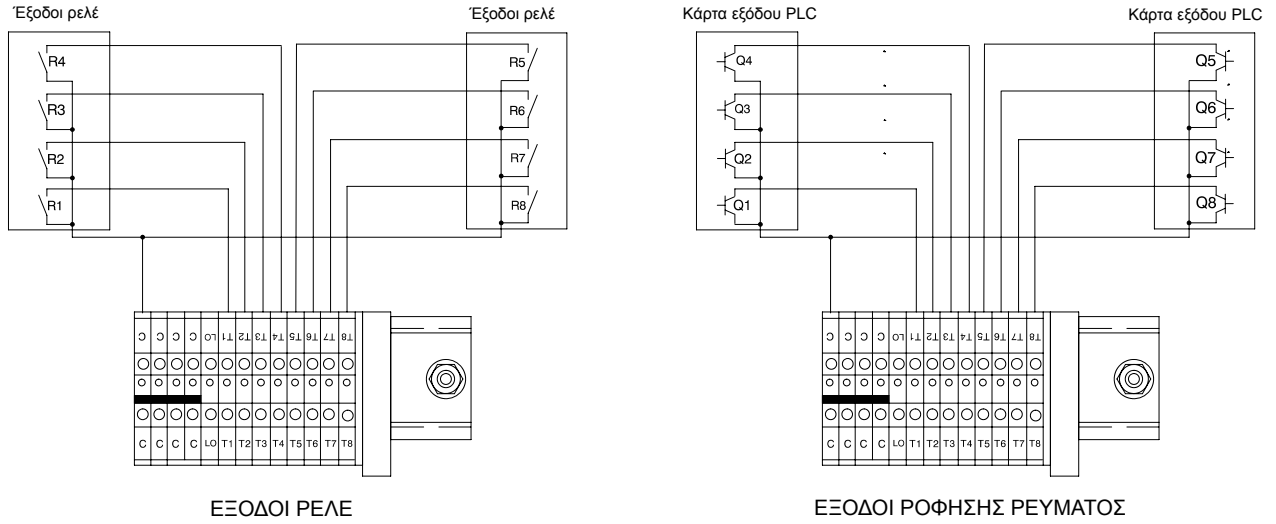 Έξοδοι ρελέ
Έξοδοι ρελέ
R4
R3
R2
R1
R5
R6
R7
R8
C C C C LO T1 T2 T3 T4 T5 T6 T7 T8
C C C C LO T1 T2 T3 T4 T5 T6 T7 T8
ΕΞΟΔΟΙ ΡΕΛΕ
Κάρτα εξόδου PLC
Κάρτα εξόδου PLC
Q4
Q3
Q2
Q1
Q5
Q6
Q7
Q8
C C C C LO T1 T2 T3 T4 T5 T6 T7 T8
C C C C LO T1 T2 T3 T4 T5 T6 T7 T8
ΕΞΟΔΟΙ ΡΟΦΗΣΗΣ ΡΕΥΜΑΤΟΣ